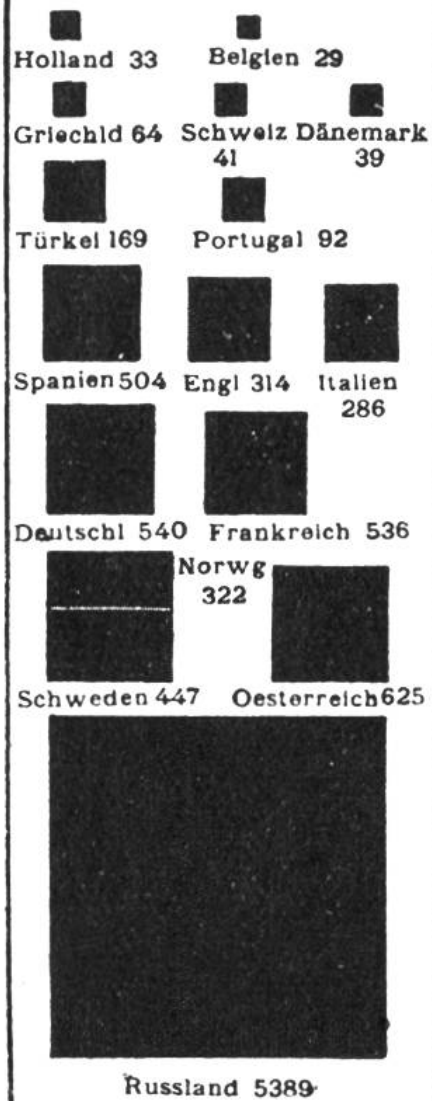 Holland 33 Belgien 29
Griechld 64 Schweiz 41 Dänemark 39
Türkei 169 Portugal 92
Spanien 504 Engl 314 Italien 286
Deutschl 540 Frankreich 536
Norwg 322
Schweden 447 Oesterreich 625
Russland 5389